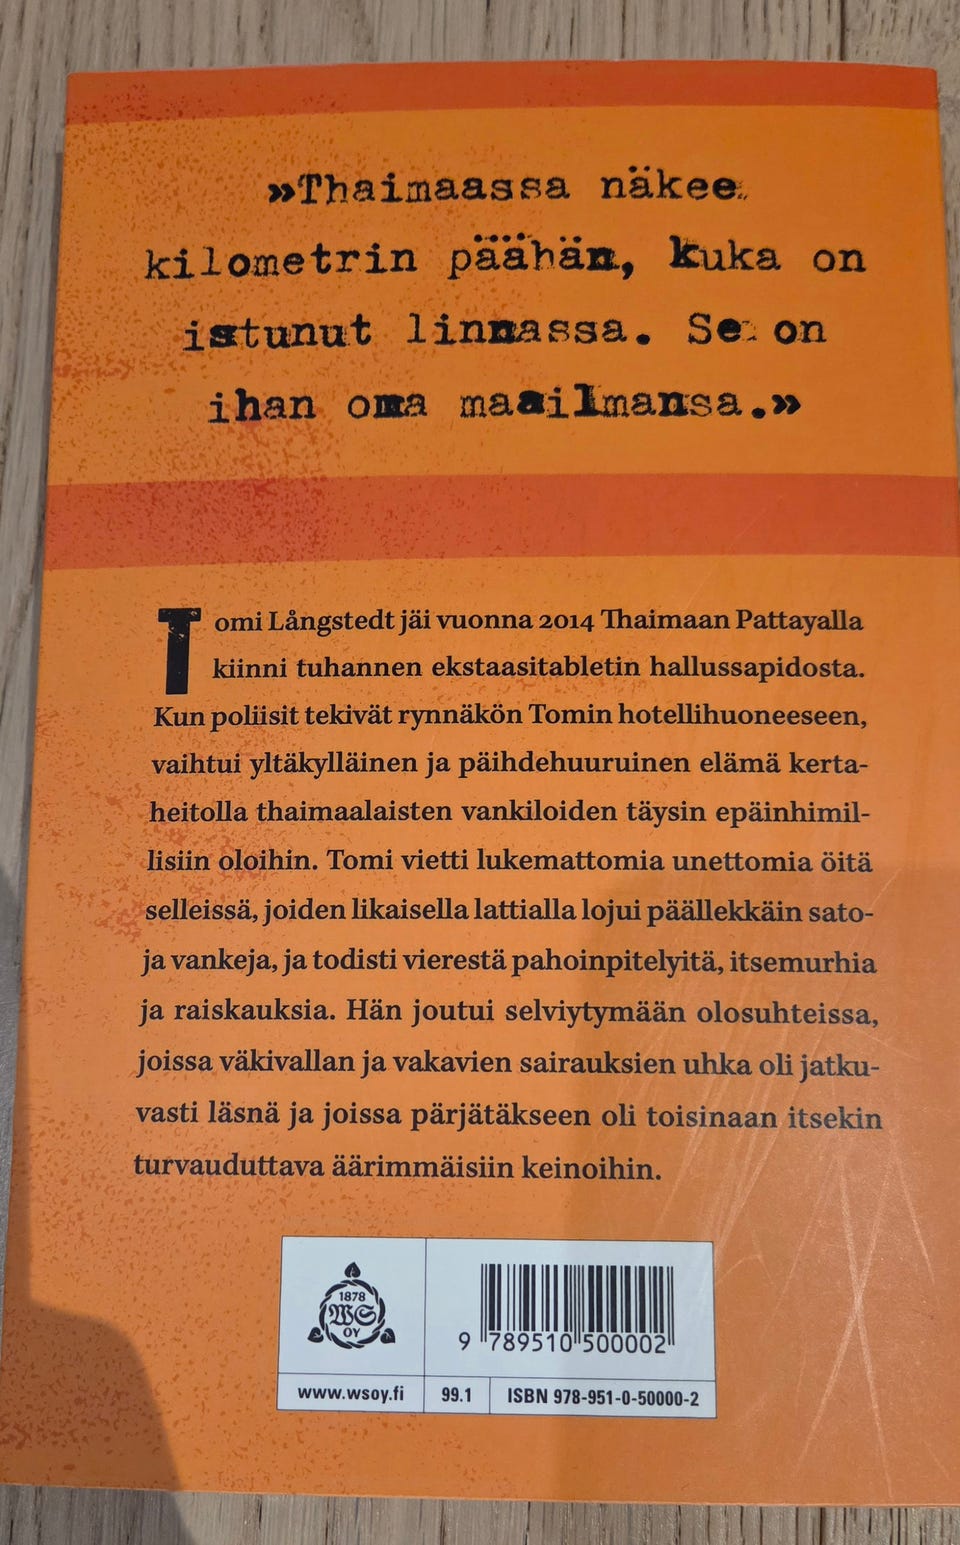 »Thaimaassa näkee
kilometrin päähän, kuka on
istunut linnassa. Se on
ihan oma maailmansa.»
Tomi Långstedt jäi vuonna 2014 Thaimaan Pattayalla
kiinni tuhannen ekstaasitabletin hallussapidosta.
Kun poliisit tekivät rynnäkön Tomin hotellihuoneeseen,
vaihtui yltäkylläinen ja päihdehuuruinen elämä kerta-
heitolla thaimaalaisten vankiloiden täysin epäinhimil-
lisiin oloihin. Tomi vietti lukemattomia unettomia öitä
selleissä, joiden likaisella lattialla lojui päällekkäin sato-
ja vankeja, ja todisti vierestä pahoinpitelyitä, itsemurhia
ja raiskauksia. Hän joutui selviytymään olosuhteissa,
joissa väkivallan ja vakavien sairauksien uhka oli jatku-
vasti läsnä ja joissa pärjätäkseen oli toisinaan itsekin
turvauduttava äärimmäisiin keinoihin.
1878
WS
OY
9 789510 500002
www.wsoy.fi 99.1 ISBN 978-951-0-50000-2